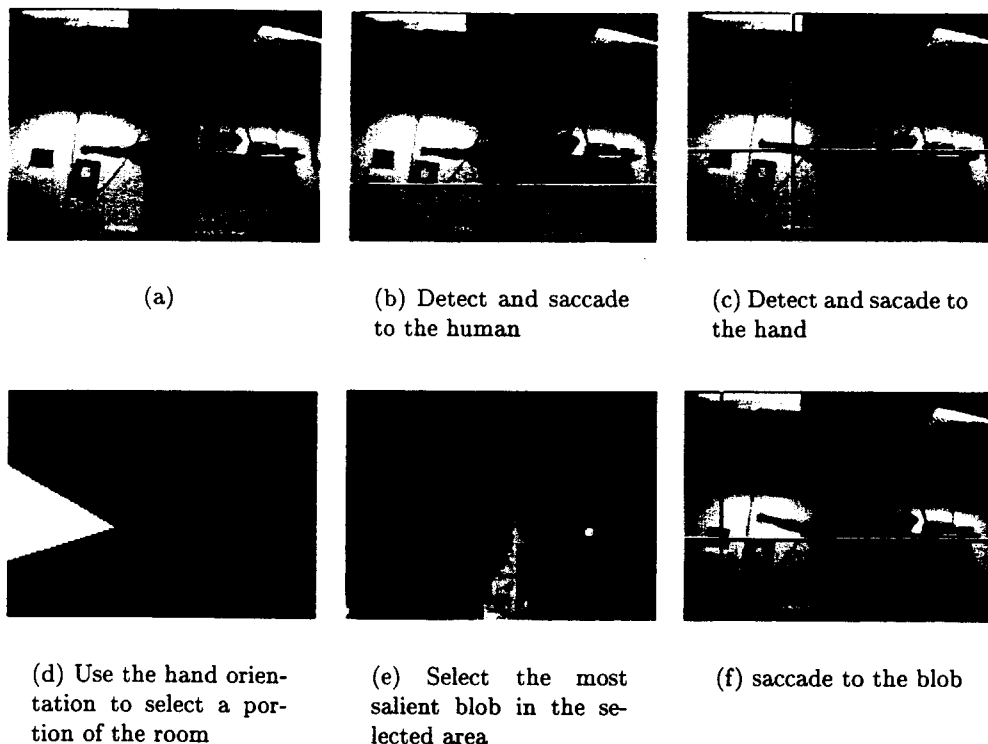 (a)
(b) Detect and saccade
to the human
(c) Detect and sacade to
the hand
(d) Use the hand orien-
tation to select a por-
tion of the room
(e) Select the most
salient blob in the se-
lected area
(f) saccade to the blob